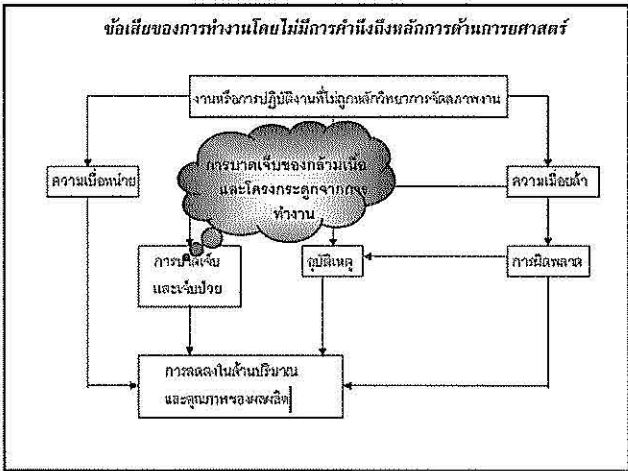 ข้อเสียของการทำงานโดยไม่มีการคำนึงถึงหลักการด้านการยศาสตร์
งานหรือการปฏิบัติงานที่ไม่ถูกหลักวิทยาการจัดสภาพงาน
การบาดเจ็บของกล้ามเนื้อ
และโครงกระดูกจากการ
ทำงาน
ความเบื่อหน่าย
ความเมื่อยล้า
การบาดเจ็บ
และเจ็บป่วย
อุบัติเหตุ
การผิดพลาด
การลดลงในด้านปริมาณ
และคุณภาพของผลผลิต